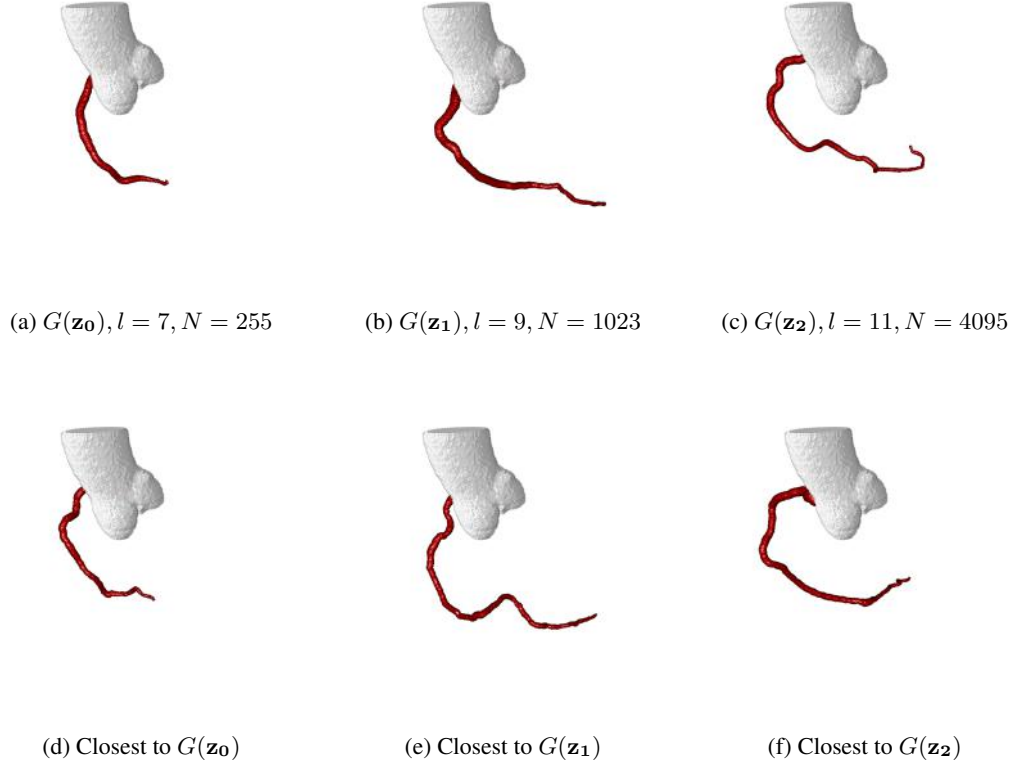 (a) G(z₀), l = 7, N = 255
(b) G(z₁), l = 9, N = 1023
(c) G(z₂), l = 11, N = 4095
(d) Closest to G(z₀)
(e) Closest to G(z₁)
(f) Closest to G(z₂)